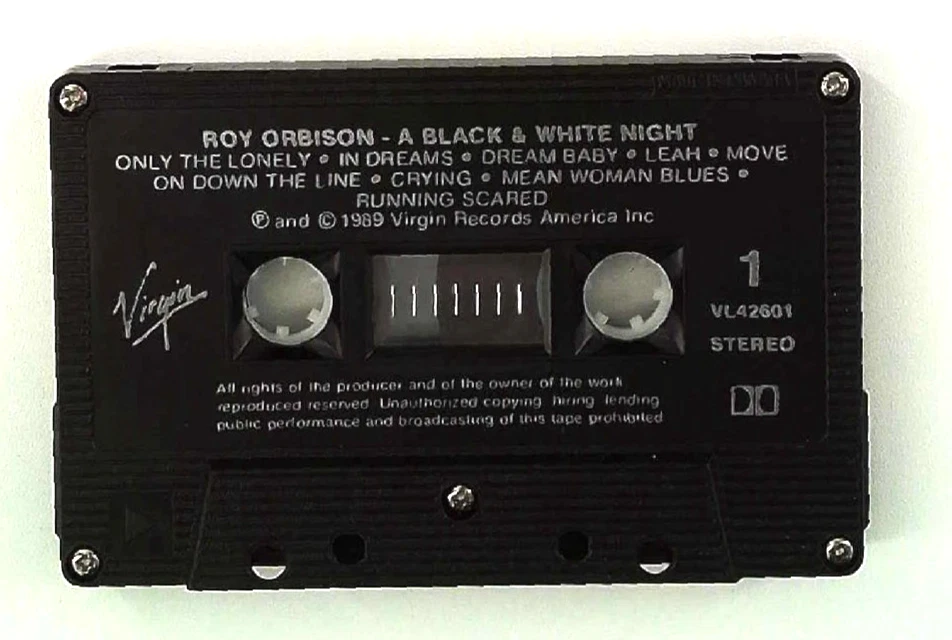 ROY ORBISON - A BLACK & WHITE NIGHT
ONLY THE LONELY • IN DREAMS • DREAM BABY • LEAH • MOVE
ON DOWN THE LINE • CRYING • MEAN WOMAN BLUES •
RUNNING SCARED
Ⓟ and © 1989 Virgin Records America Inc
Virgin
1
VL42601
STEREO
All rights of the producer and of the owner of the work
reproduced reserved Unauthorized copying hiring lending
public performance and broadcasting of this tape prohibited